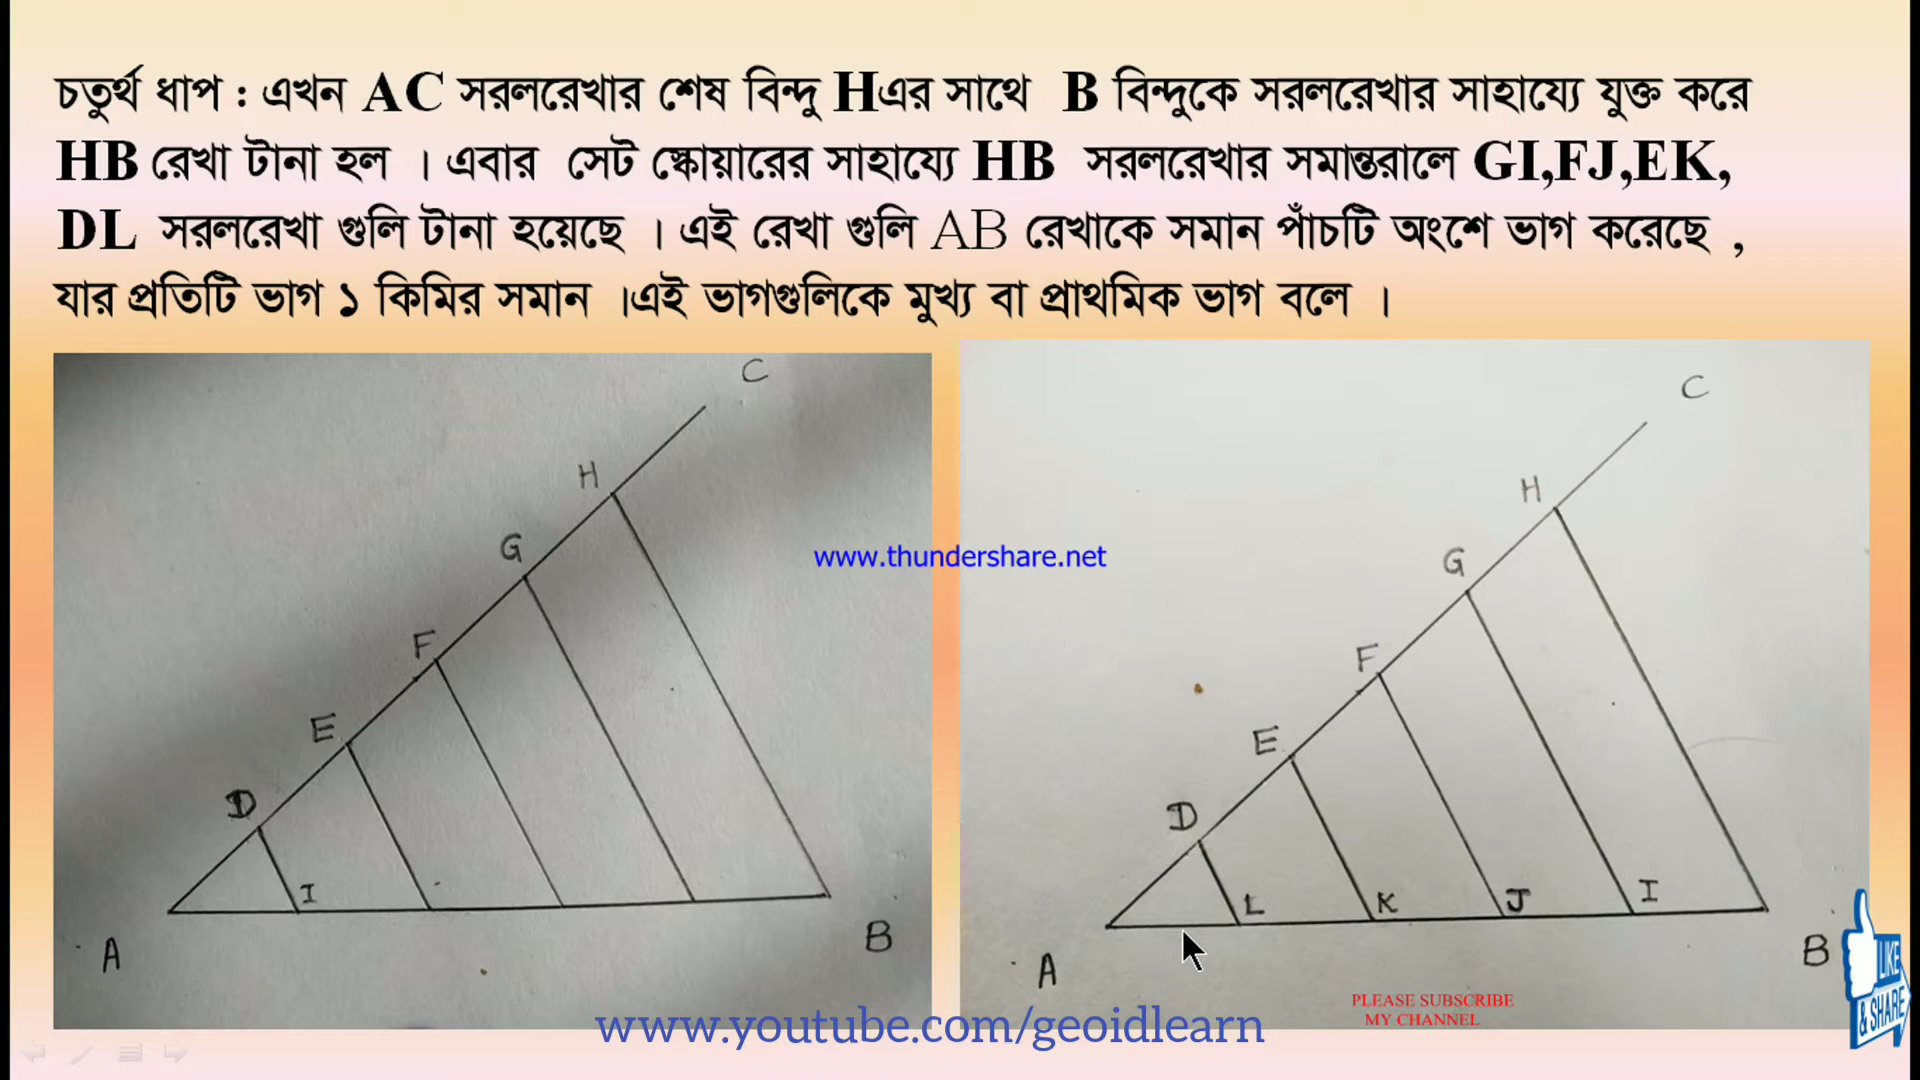 চতুর্থ ধাপ : এখন AC সরলরেখার শেষ বিন্দু Hএর সাথে B বিন্দুকে সরলরেখার সাহায্যে যুক্ত করে
HB রেখা টানা হল । এবার সেট স্কোয়ারের সাহায্যে HB সরলরেখার সমান্তরালে GI,FJ,EK,
DL সরলরেখা গুলি টানা হয়েছে । এই রেখা গুলি AB রেখাকে সমান পাঁচটি অংশে ভাগ করেছে ,
যার প্রতিটি ভাগ ১ কিমির সমান ।এই ভাগগুলিকে মুখ্য বা প্রাথমিক ভাগ বলে ।
C
H
G
F
E
D
I
A
B
www.thundershare.net
C
H
G
F
E
D
L
K
J
I
A
B
PLEASE SUBSCRIBE
MY CHANNEL
LIKE
& SHARE
www.youtube.com/geoidlearn